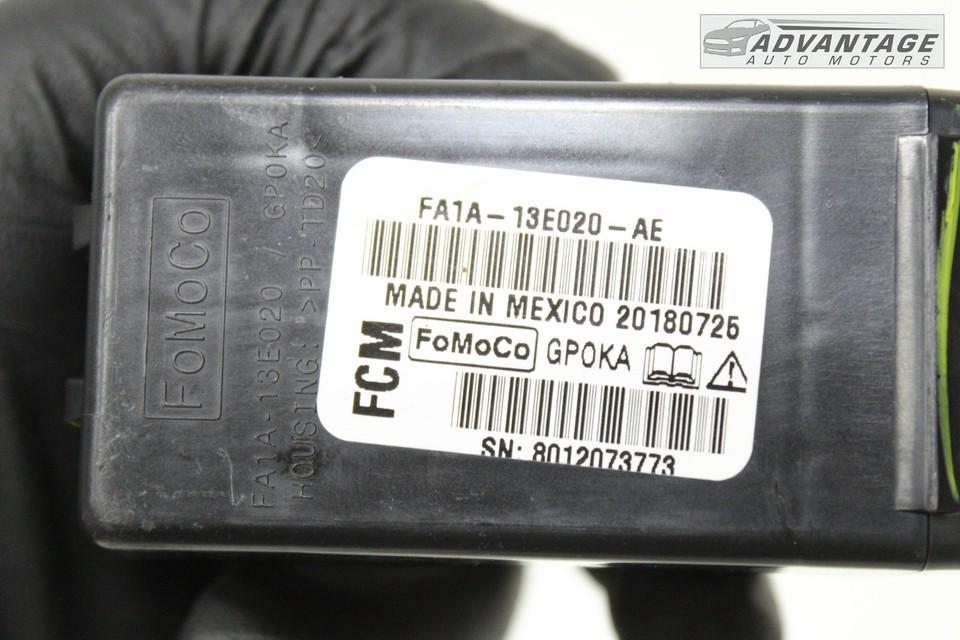 ADVANTAGE
AUTO MOTORS
FoMoCo
FA1A-13E020 / GPOKA
HOUSING: >PP-TD20<
FA1A-13E020-AE
MADE IN MEXICO 20180725
FCM
FoMoCo GPOKA
SN: 8012073773